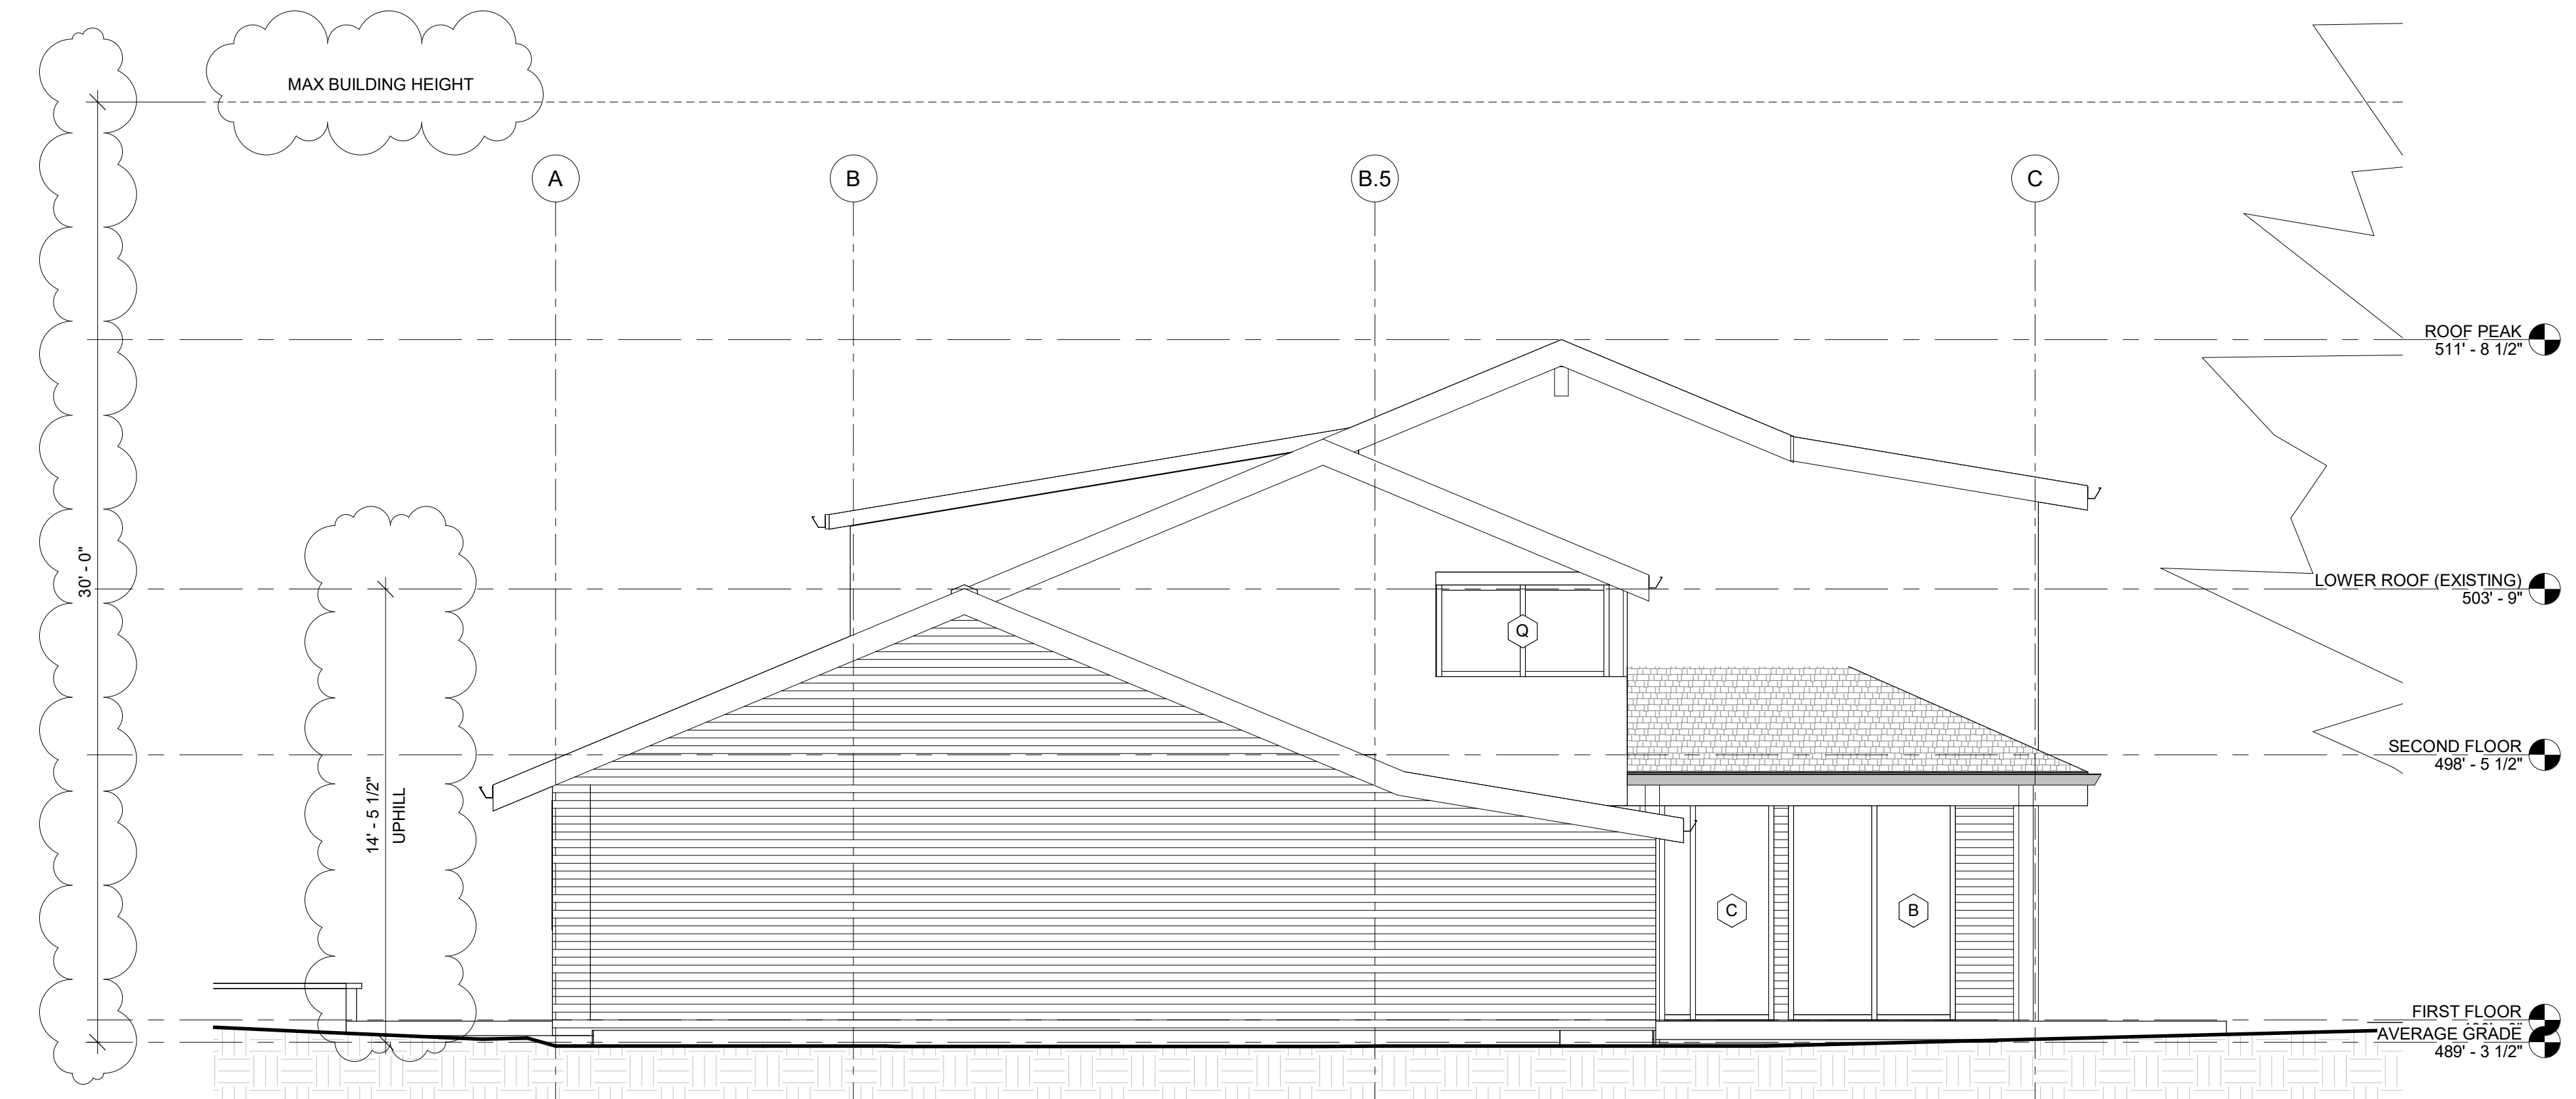 MAX BUILDING HEIGHT
A
B
B.5
C
ROOF PEAK
511' - 8 1/2"
30' - 0"
LOWER ROOF (EXISTING)
503' - 9"
Q
SECOND FLOOR
498' - 5 1/2"
14' - 5 1/2"
UPHILL
C
B
FIRST FLOOR
AVERAGE GRADE
489' - 3 1/2"